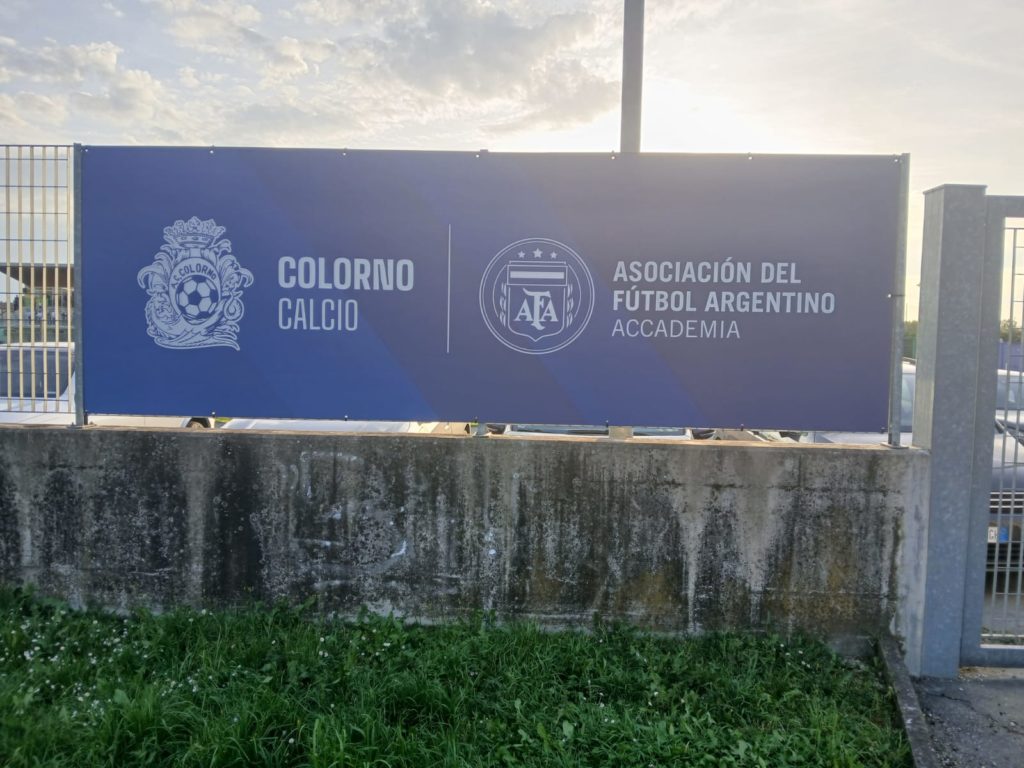 A.C. COLORNO
COLORNO
CALCIO
AFA
ASOCIACIÓN DEL
FÚTBOL ARGENTINO
ACCADEMIA